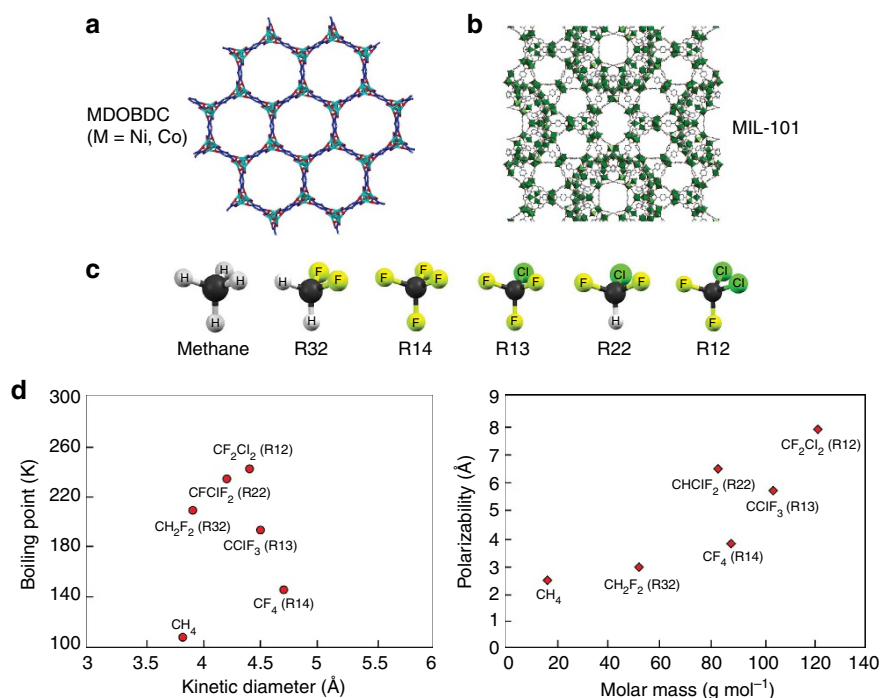 a
b
MDOBDC
(M = Ni, Co)
MIL-101
c
H H H H
Methane
H F F H
R32
F F F F
R14
F Cl F F
R13
F Cl F H
R22
F Cl Cl F
R12
d
300
260
220
180
140
100
Boiling point (K)
CF₂Cl₂ (R12)
CFClF₂ (R22)
CH₂F₂ (R32)
CClF₃ (R13)
CF₄ (R14)
CH₄
3 3.5 4 4.5 5 5.5 6
Kinetic diameter (Å)
9
8
7
6
5
4
3
2
1
0
Polarizability (Å)
CF₂Cl₂ (R12)
CHClF₂ (R22)
CClF₃ (R13)
CF₄ (R14)
CH₂F₂ (R32)
CH₄
0 20 40 60 80 100 120 140
Molar mass (g mol⁻¹)